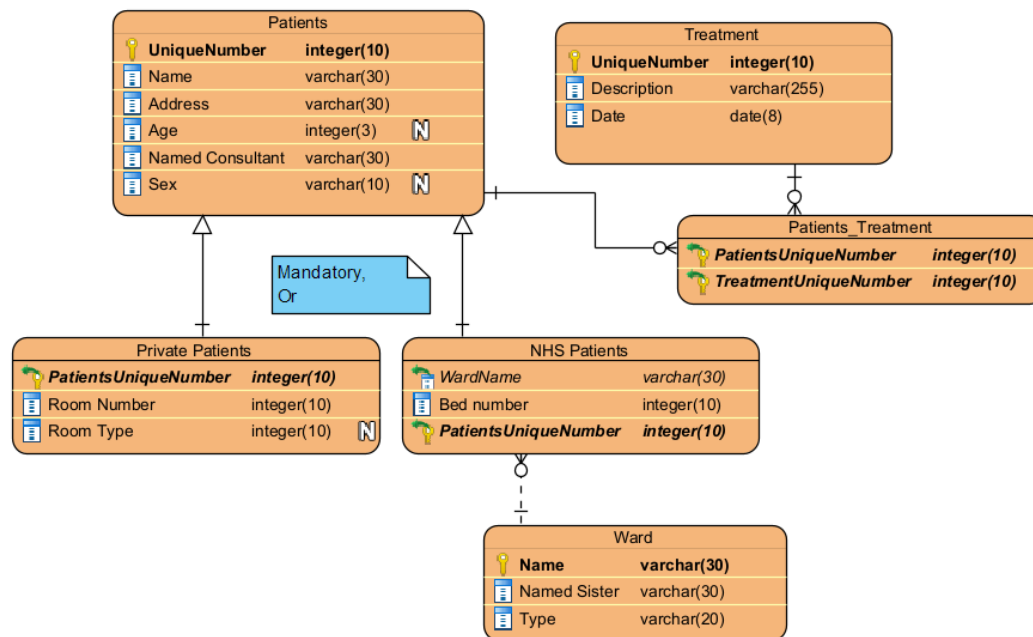 Patients
UniqueNumber integer(10)
Name varchar(30)
Address varchar(30)
Age integer(3) N
Named Consultant varchar(30)
Sex varchar(10) N
Treatment
UniqueNumber integer(10)
Description varchar(255)
Date date(8)
Patients_Treatment
PatientsUniqueNumber integer(10)
TreatmentUniqueNumber integer(10)
Mandatory,
Or
Private Patients
PatientsUniqueNumber integer(10)
Room Number integer(10)
Room Type integer(10) N
NHS Patients
WardName varchar(30)
Bed number integer(10)
PatientsUniqueNumber integer(10)
Ward
Name varchar(30)
Named Sister varchar(30)
Type varchar(20)